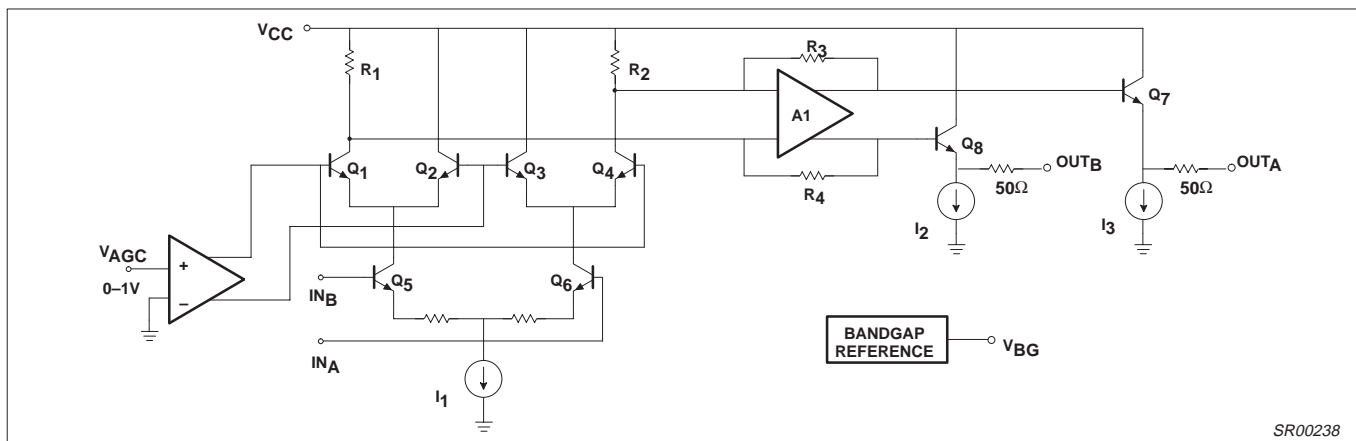 VCC
R1
R2
R3
A1
Q7
Q8
Q1
Q2
Q3
Q4
R4
50Ω
OUTB
50Ω
OUTA
I2
I3
VAGC
0–1V
+
–
INB
Q5
Q6
INA
I1
BANDGAP
REFERENCE
VBG
SR00238